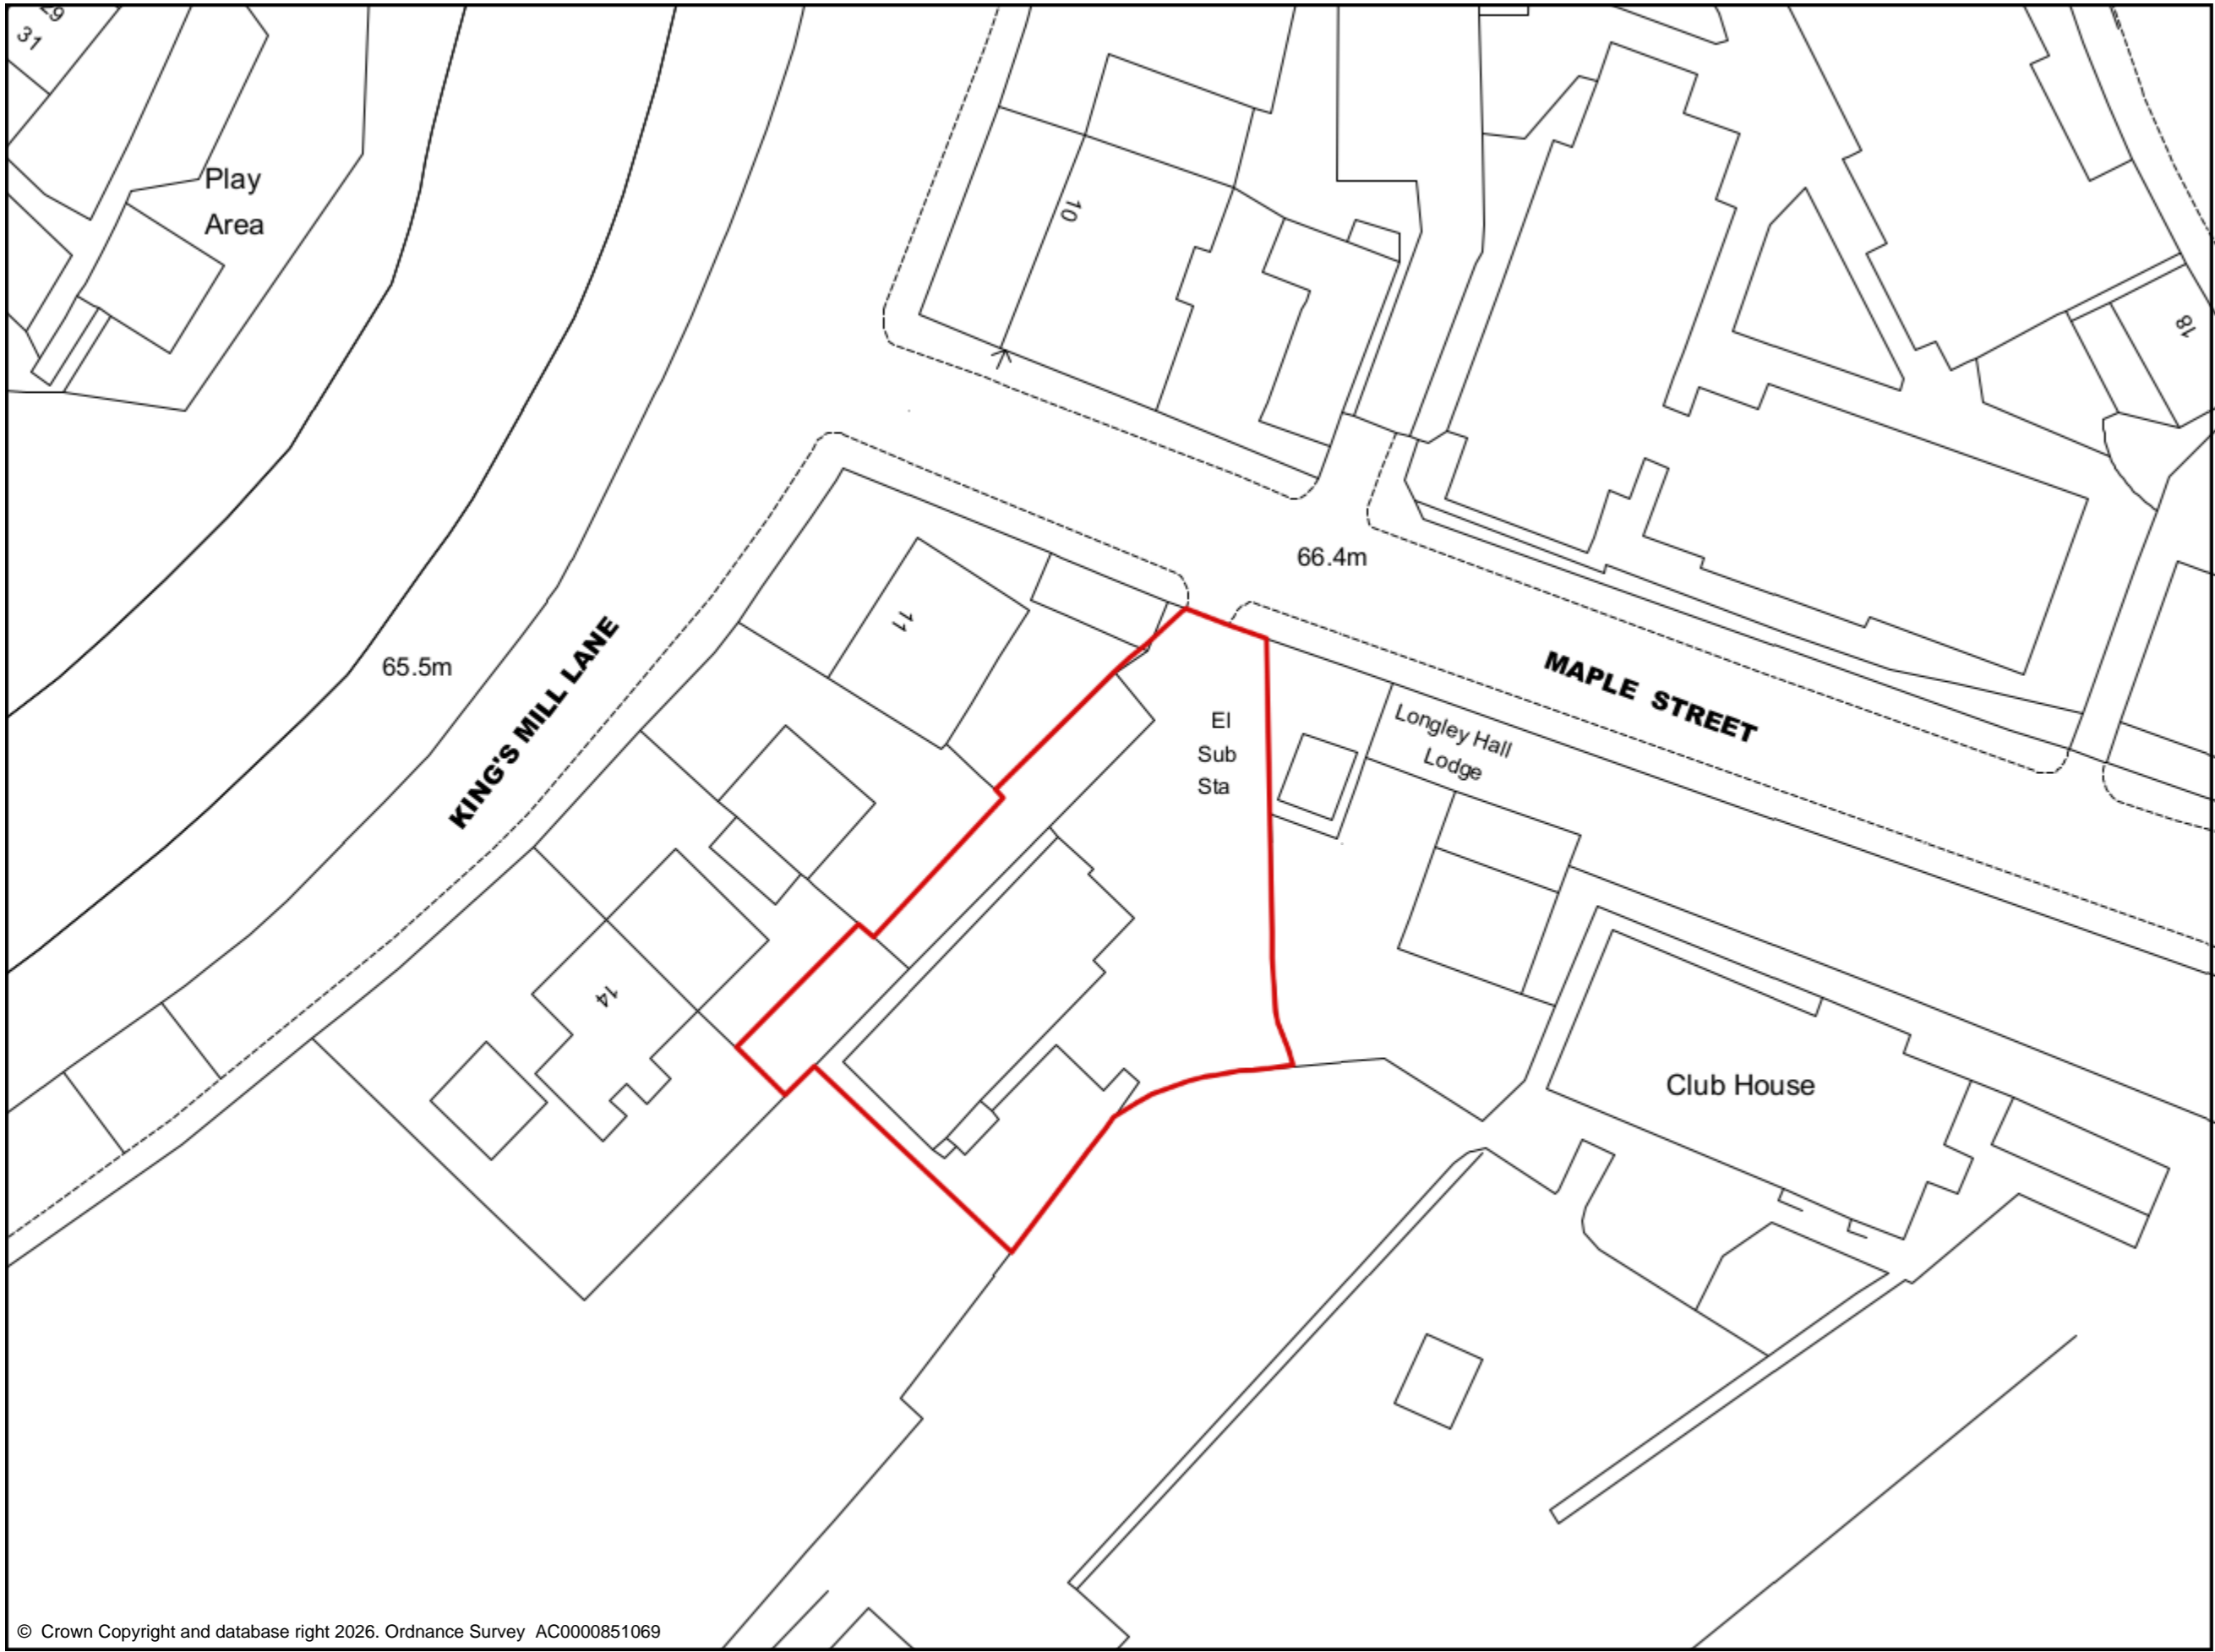 29
31
Play
Area
10
18
66.4m
11
KING'S MILL LANE
65.5m
MAPLE STREET
El
Sub
Sta
Longley Hall
Lodge
14
Club House
© Crown Copyright and database right 2026. Ordnance Survey AC0000851069